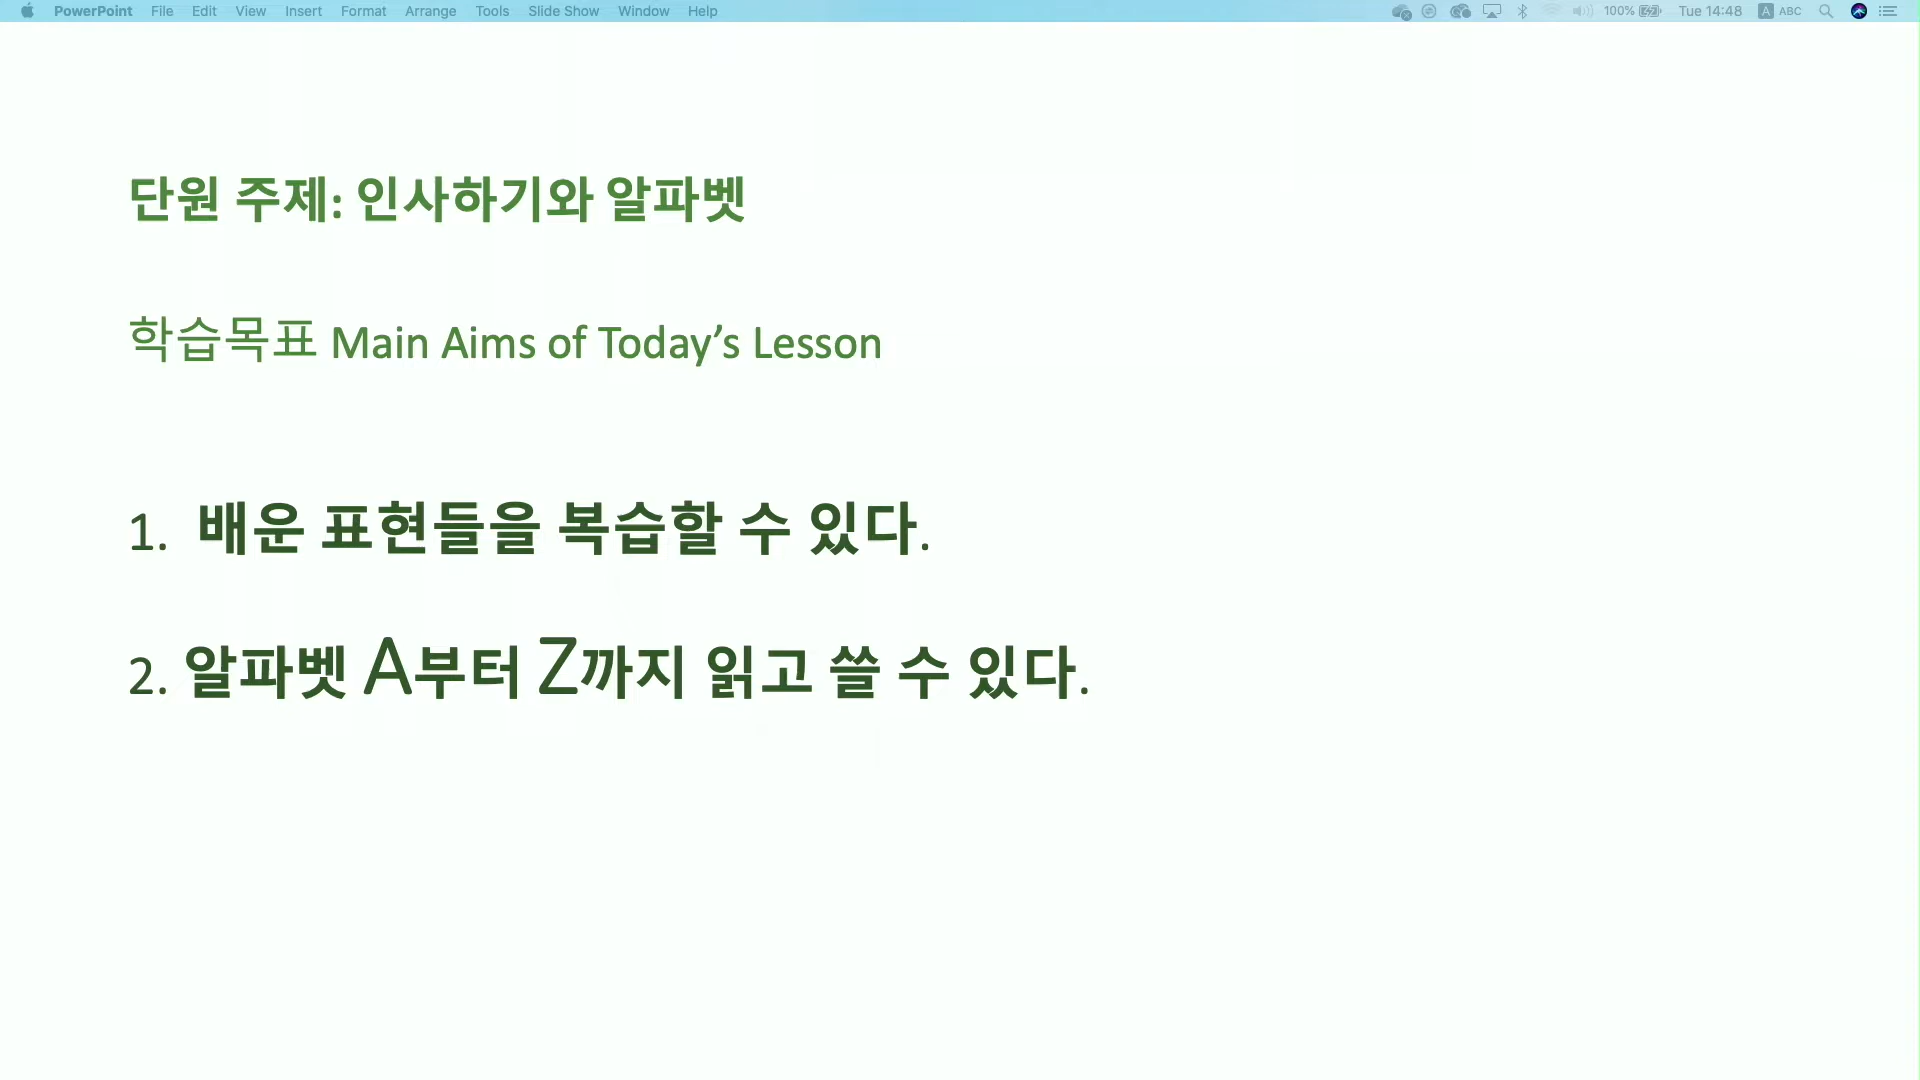 PowerPoint File Edit View Insert Format Arrange Tools Slide Show Window Help 100% Tue 14:48 A ABC
단원 주제: 인사하기와 알파벳
학습목표 Main Aims of Today’s Lesson
1. 배운 표현들을 복습할 수 있다.
2. 알파벳 A부터 Z까지 읽고 쓸 수 있다.